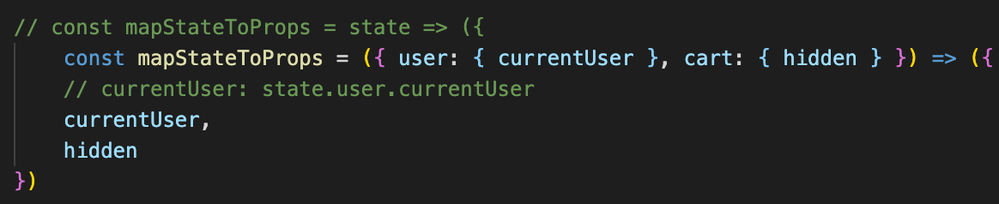 // const mapStateToProps = state => ({
const mapStateToProps = ({ user: { currentUser }, cart: { hidden } }) => ({
// currentUser: state.user.currentUser
currentUser,
hidden
})